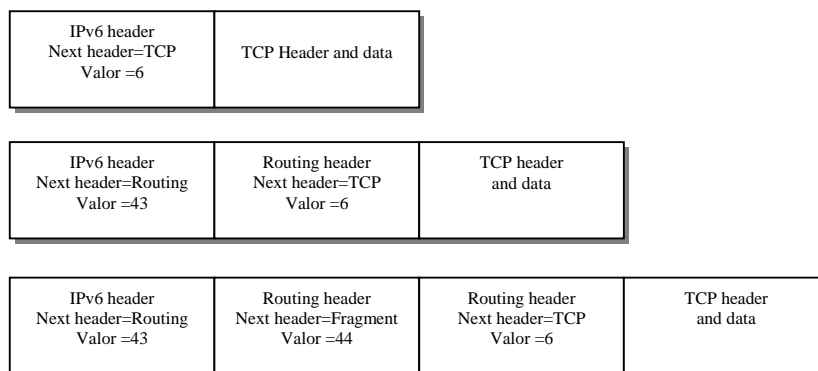 IPv6 header
Next header=TCP
Valor =6
TCP Header and data
IPv6 header
Next header=Routing
Valor =43
Routing header
Next header=TCP
Valor =6
TCP header
and data
IPv6 header
Next header=Routing
Valor =43
Routing header
Next header=Fragment
Valor =44
Routing header
Next header=TCP
Valor =6
TCP header
and data